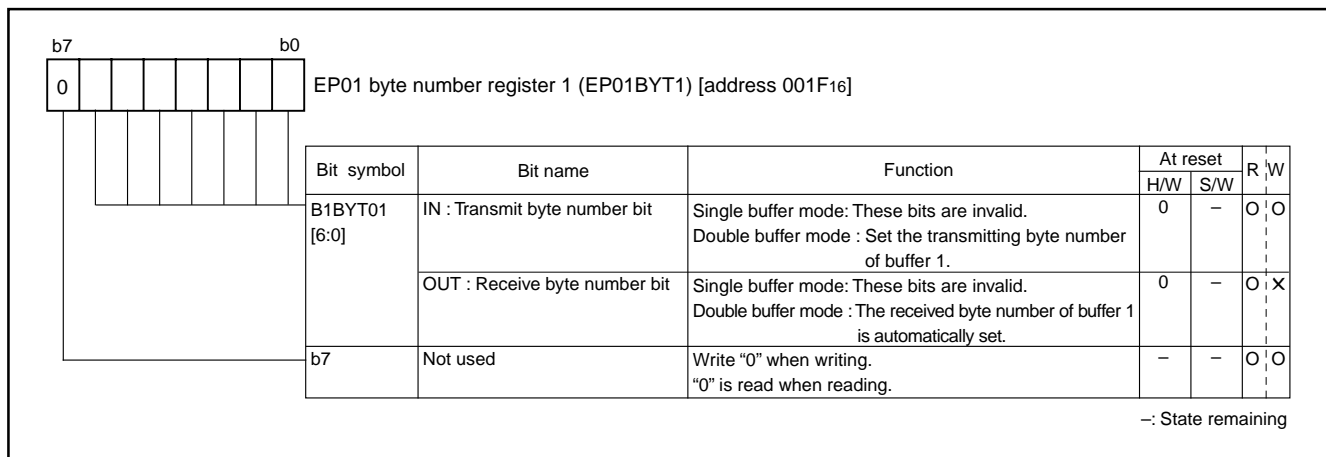 b7 b0
0
EP01 byte number register 1 (EP01BYT1) [address 001F16]
Bit symbol Bit name Function At reset R W
H/W S/W
B1BYT01 IN : Transmit byte number bit Single buffer mode: These bits are invalid. 0 – O O
[6:0] Double buffer mode : Set the transmitting byte number
of buffer 1.
OUT : Receive byte number bit Single buffer mode: These bits are invalid. 0 – O X
Double buffer mode : The received byte number of buffer 1
is automatically set.
b7 Not used Write “0” when writing. – – O O
“0” is read when reading.
–: State remaining